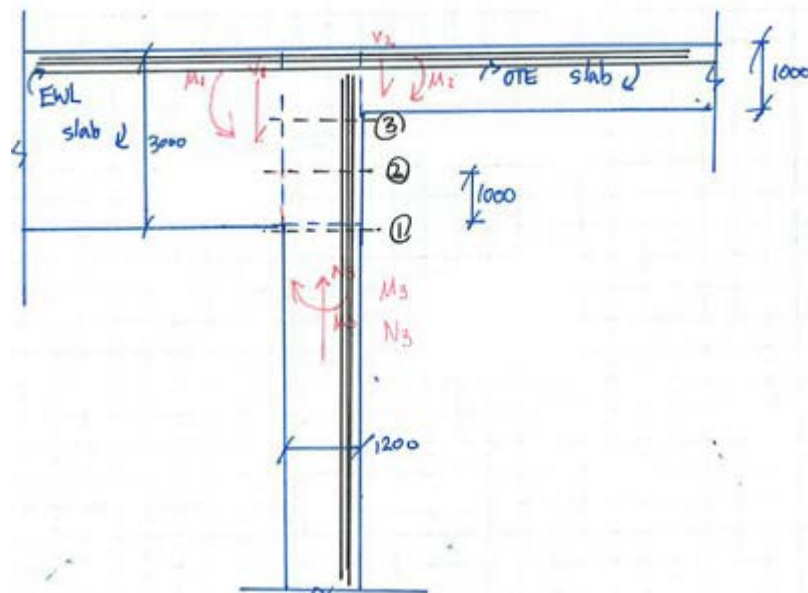 V2
M1
V1
M2
EWL
slab
OTE slab
1000
3000
③
②
1000
①
N3
M3
M3
N3
1200